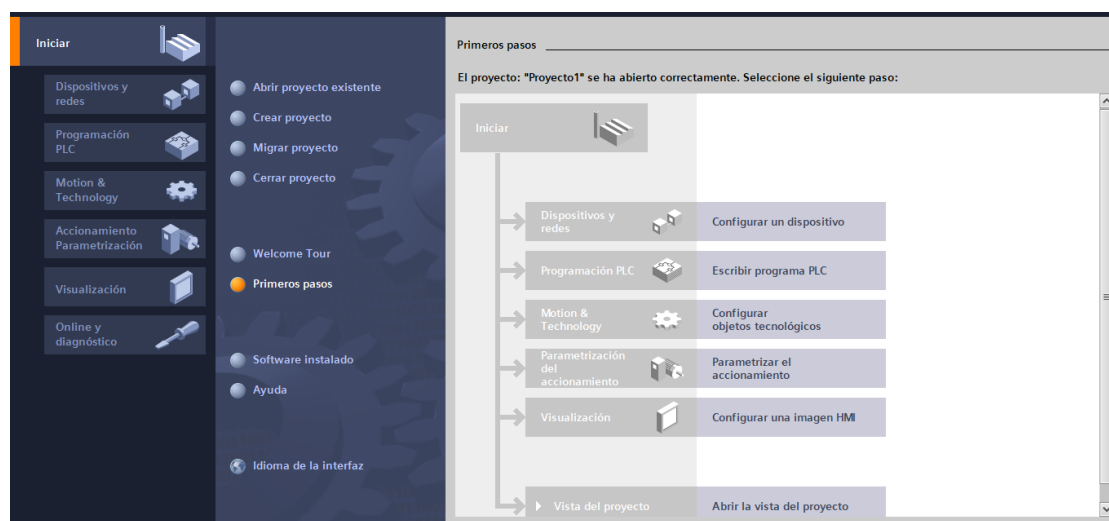 Iniciar
Dispositivos y
redes
Programación
PLC
Motion &
Technology
Accionamiento
Parametrización
Visualización
Online y
diagnóstico
Abrir proyecto existente
Crear proyecto
Migrar proyecto
Cerrar proyecto
Welcome Tour
Primeros pasos
Software instalado
Ayuda
Idioma de la interfaz
Primeros pasos
El proyecto: "Proyecto1" se ha abierto correctamente. Seleccione el siguiente paso:
Iniciar
Dispositivos y
redes
Configurar un dispositivo
Programación PLC
Escribir programa PLC
Motion &
Technology
Configurar
objetos tecnológicos
Parametrización
del
accionamiento
Parametrizar el
accionamiento
Visualización
Configurar una imagen HMI
Vista del proyecto
Abrir la vista del proyecto